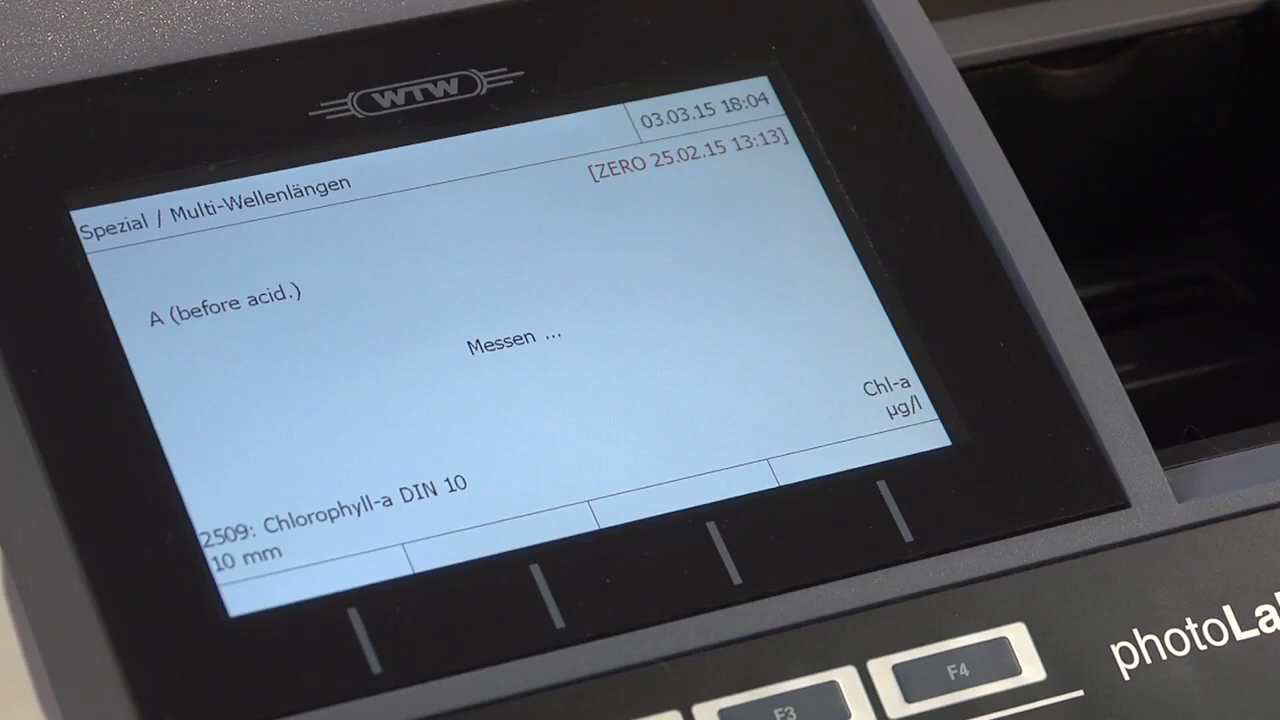 WTW
03.03.15 18:04
Spezial / Multi-Wellenlängen
[ZERO 25.02.15 13:13]
A (before acid.)
Messen ...
Chl-a
µg/l
2509: Chlorophyll-a DIN 10
10 mm
F3
F4